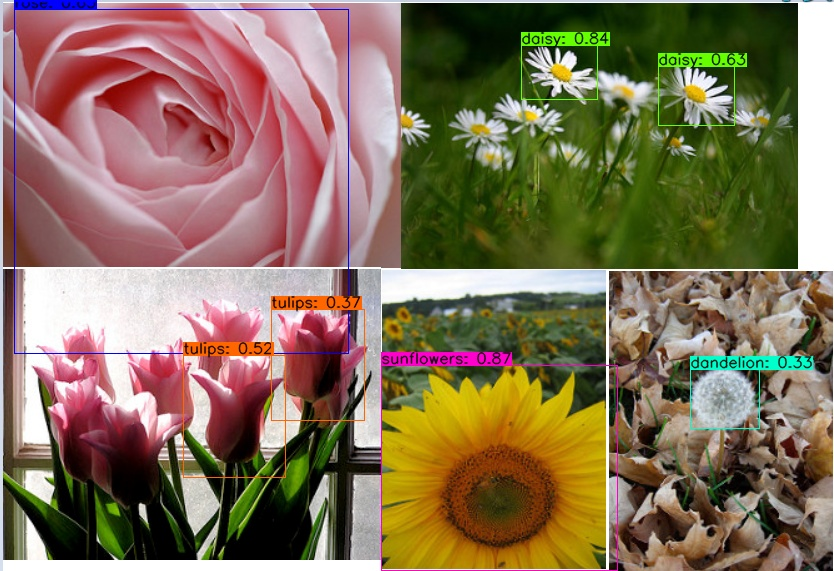 daisy: 0.84
daisy: 0.63
tulips: 0.37
tulips: 0.52
sunflowers: 0.87
dandelion: 0.33